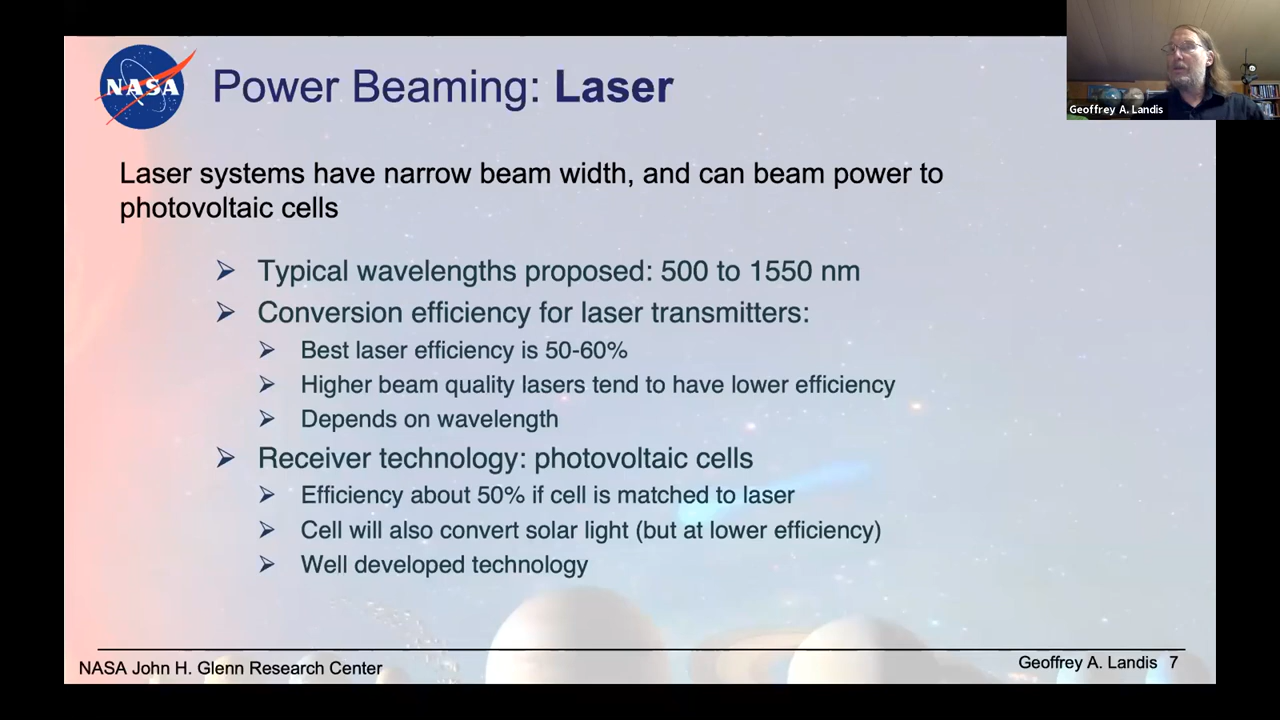 NASA
Power Beaming: Laser
Geoffrey A. Landis
Laser systems have narrow beam width, and can beam power to
photovoltaic cells
Typical wavelengths proposed: 500 to 1550 nm
Conversion efficiency for laser transmitters:
Best laser efficiency is 50-60%
Higher beam quality lasers tend to have lower efficiency
Depends on wavelength
Receiver technology: photovoltaic cells
Efficiency about 50% if cell is matched to laser
Cell will also convert solar light (but at lower efficiency)
Well developed technology
NASA John H. Glenn Research Center
Geoffrey A. Landis 7